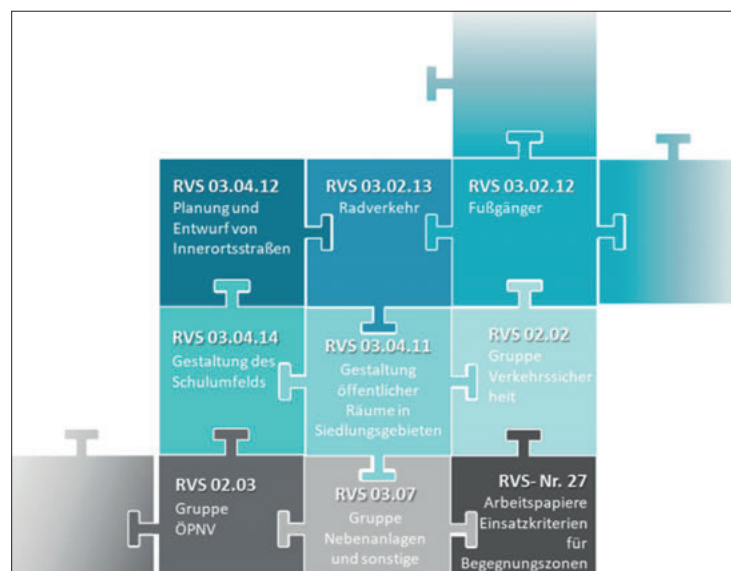 RVS 03.04.12
Planung und
Entwurf von
Innerortsstraßen
RVS 03.02.13
Radverkehr
RVS 03.02.12
Fußgänger
RVS 03.04.14
Gestaltung des
Schulumfelds
RVS 03.04.11
Gestaltung
öffentlicher
Räume in
Siedlungsgebieten
RVS 02.02
Gruppe
Verkehrssicher
heit
RVS 02.03
Gruppe
ÖPNV
RVS 03.07
Gruppe
Nebenanlagen
und sonstige
RVS- Nr. 27
Arbeitspapiere
Einsatzkriterien
für
Begegnungszonen